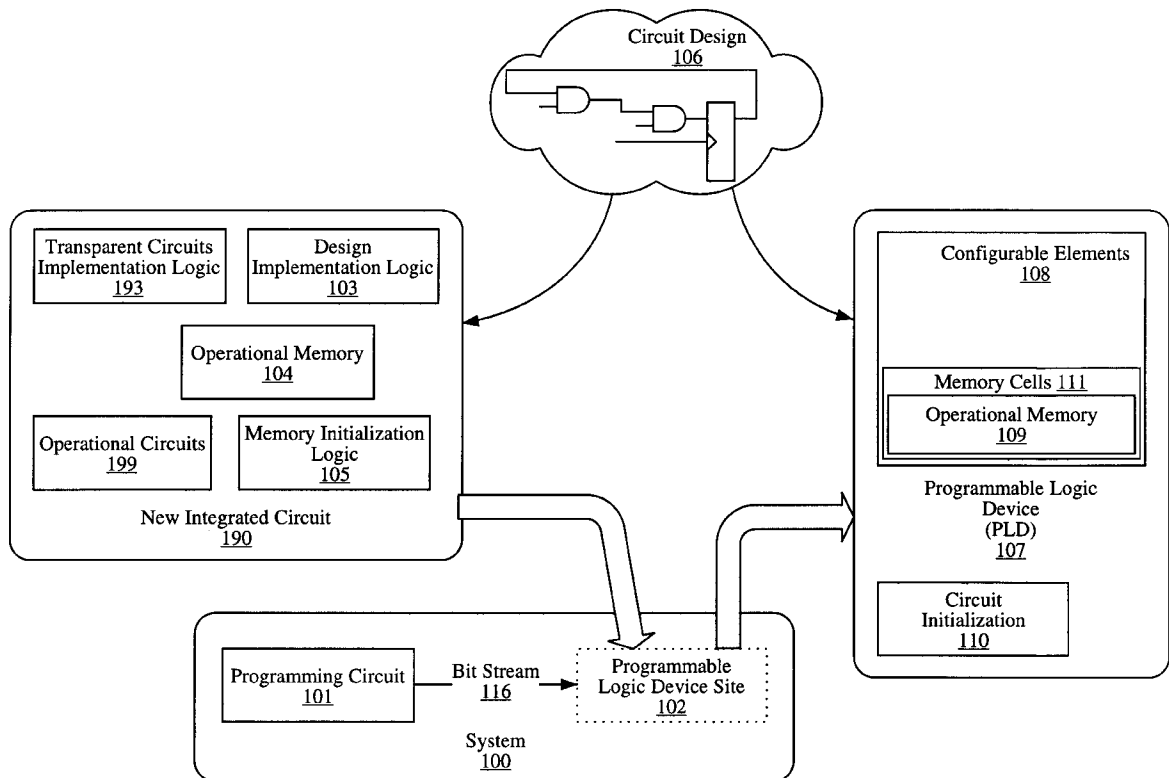 Circuit Design
106
Transparent Circuits
Implementation Logic
193
Design
Implementation Logic
103
Operational Memory
104
Operational Circuits
199
Memory Initialization
Logic
105
New Integrated Circuit
190
Configurable Elements
108
Memory Cells 111
Operational Memory
109
Programmable Logic
Device
(PLD)
107
Circuit
Initialization
110
Programming Circuit
101
Bit Stream
116
Programmable
Logic Device Site
102
System
100